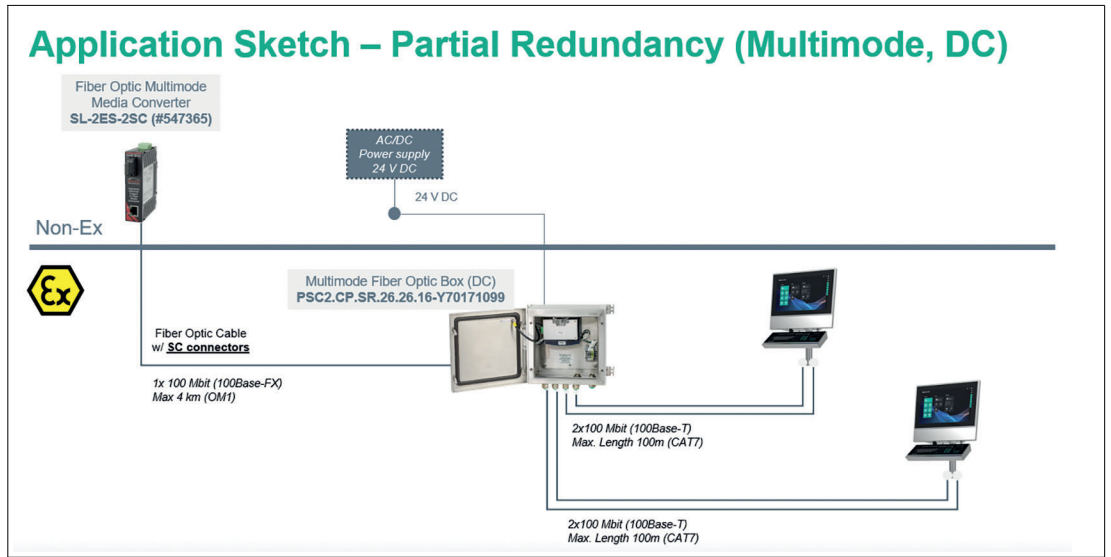 Application Sketch – Partial Redundancy (Multimode, DC)
Fiber Optic Multimode
Media Converter
SL-2ES-2SC (#547365)
AC/DC
Power supply
24 V DC
24 V DC
Non-Ex
Ex
Multimode Fiber Optic Box (DC)
PSC2.CP.SR.26.26.16-Y70171099
Fiber Optic Cable
w/ SC connectors
1x 100 Mbit (100Base-FX)
Max 4 km (OM1)
2x100 Mbit (100Base-T)
Max. Length 100m (CAT7)
2x100 Mbit (100Base-T)
Max. Length 100m (CAT7)